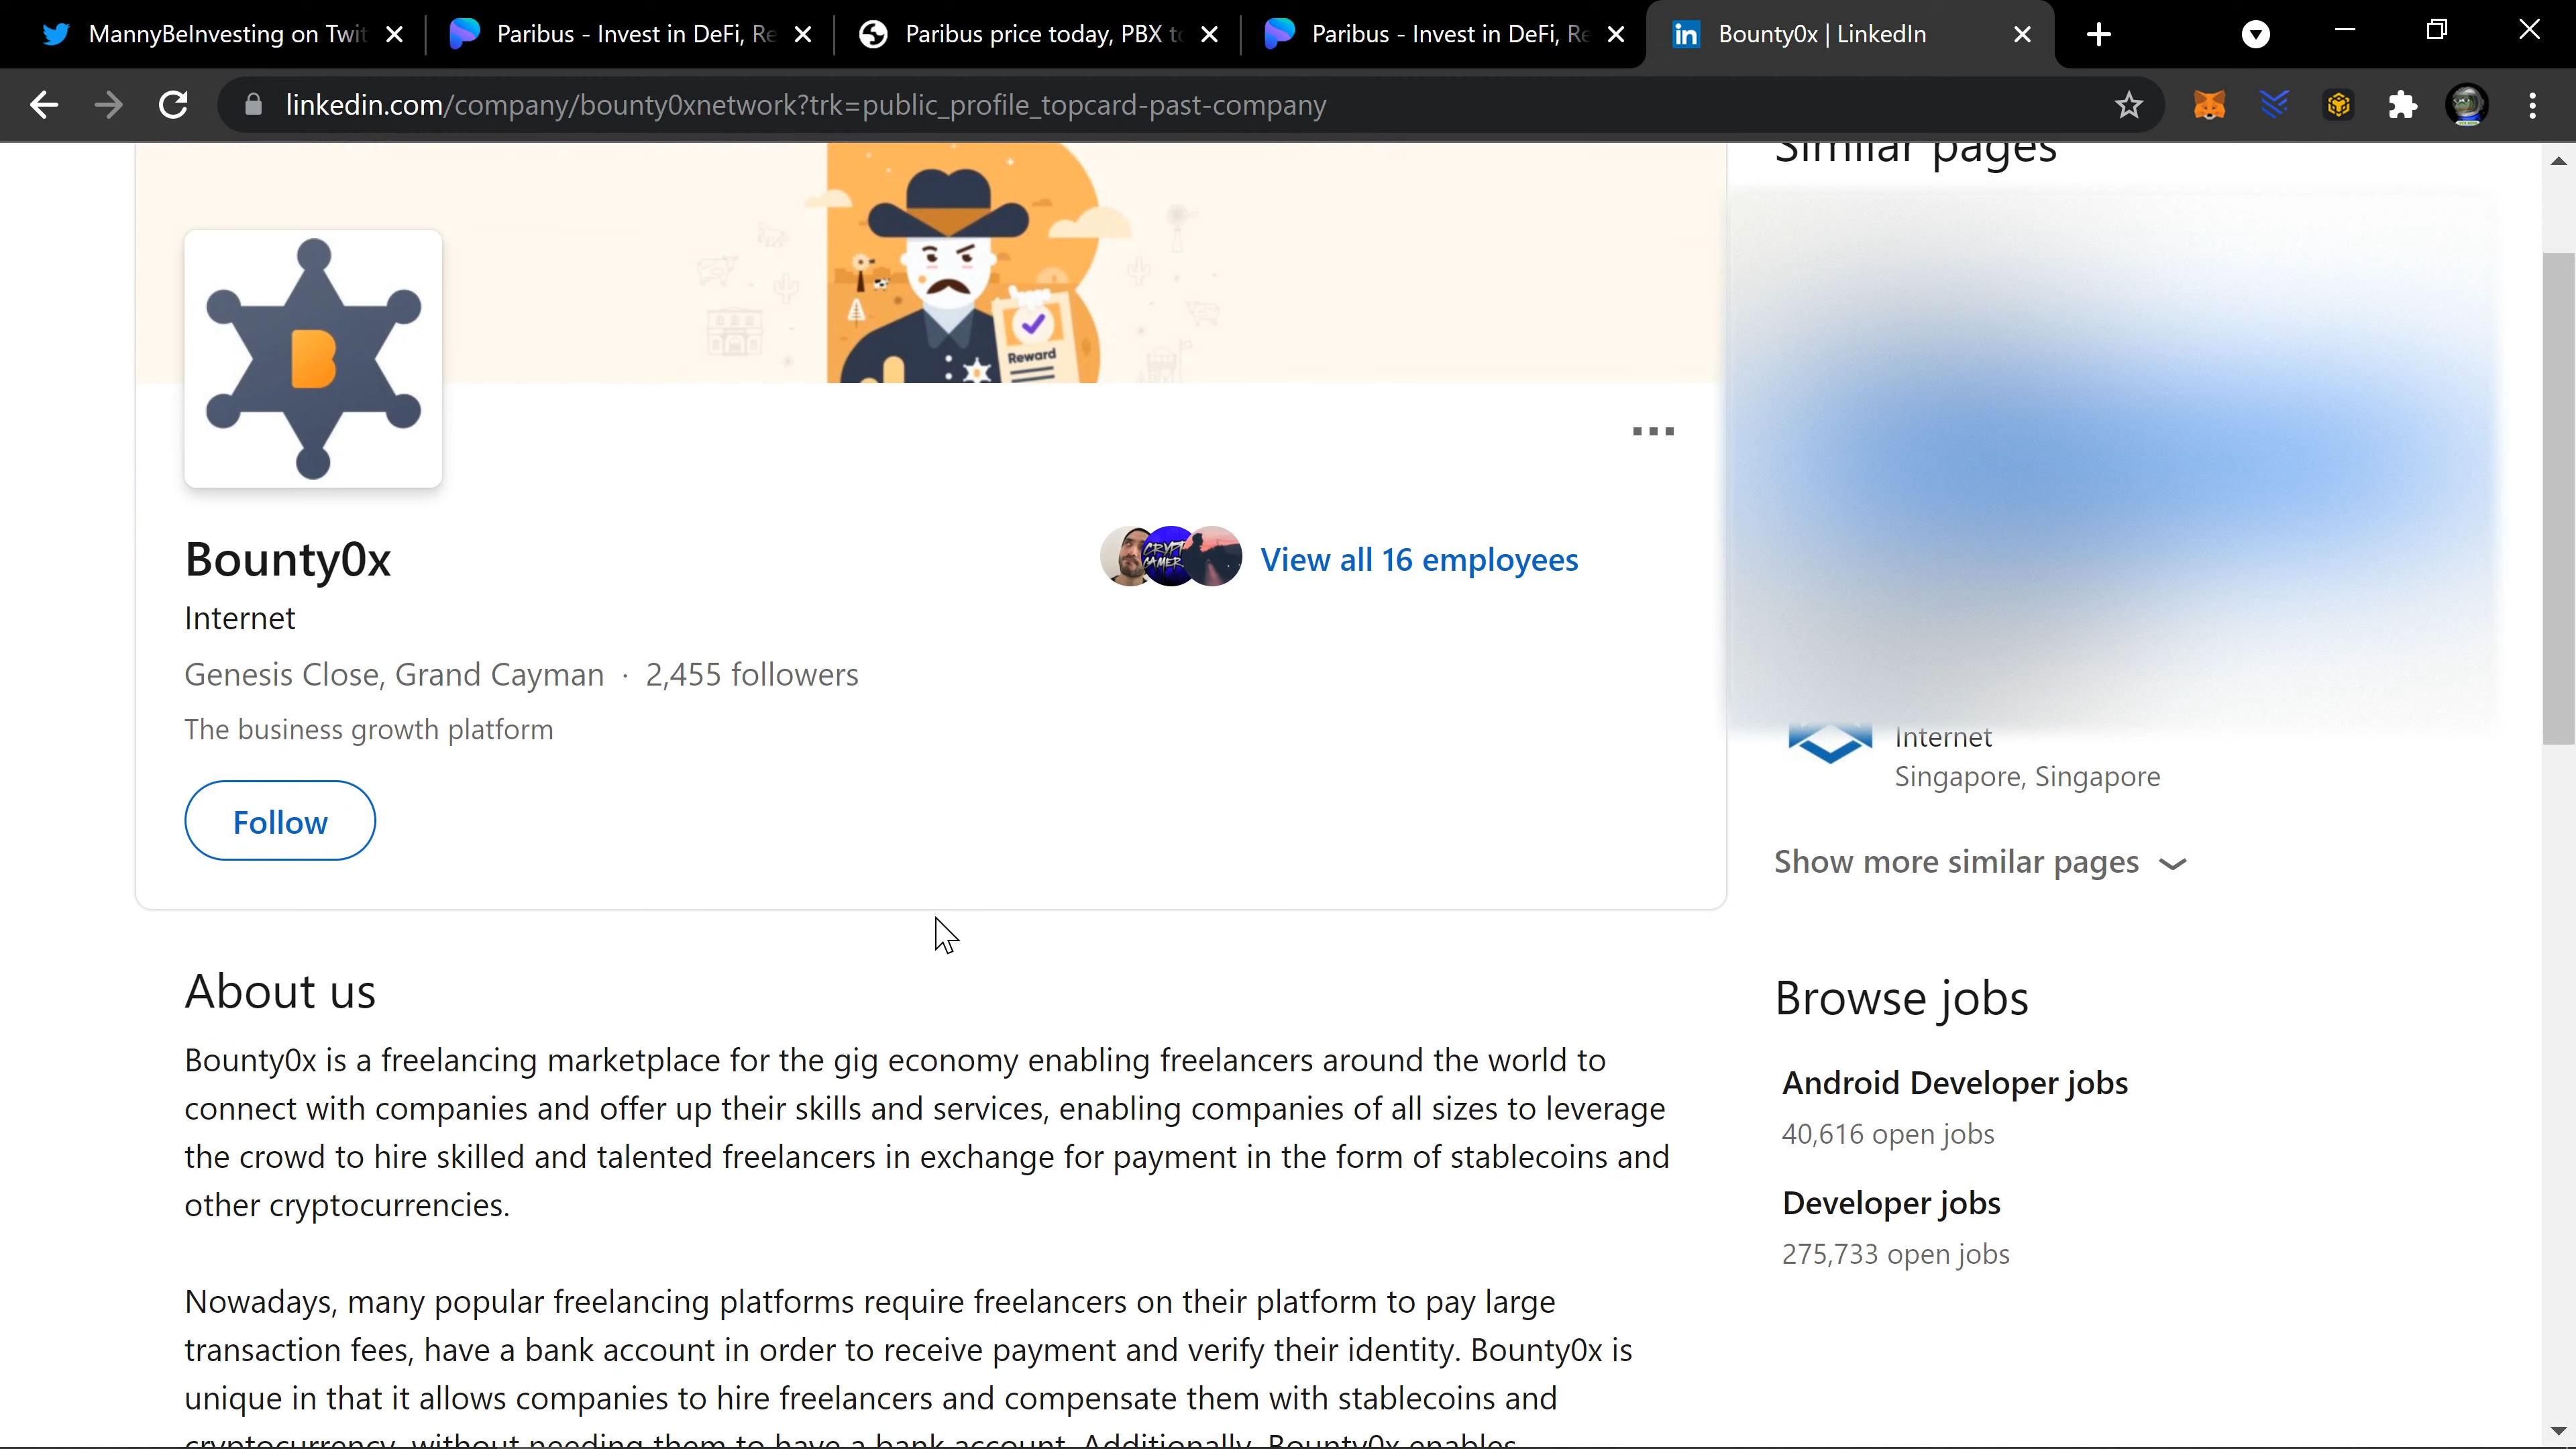 MannyBeInvesting on Twit
Paribus - Invest in DeFi, Re
Paribus price today, PBX to
Paribus - Invest in DeFi, Re
in Bounty0x | LinkedIn
linkedin.com/company/bounty0xnetwork?trk=public_profile_topcard-past-company
Similar pages
B
Reward
CRYPT
GAMER
Bounty0x
View all 16 employees
Internet
Genesis Close, Grand Cayman · 2,455 followers
The business growth platform
Follow
Internet
Singapore, Singapore
Show more similar pages
About us
Bounty0x is a freelancing marketplace for the gig economy enabling freelancers around the world to
connect with companies and offer up their skills and services, enabling companies of all sizes to leverage
the crowd to hire skilled and talented freelancers in exchange for payment in the form of stablecoins and
other cryptocurrencies.
Nowadays, many popular freelancing platforms require freelancers on their platform to pay large
transaction fees, have a bank account in order to receive payment and verify their identity. Bounty0x is
unique in that it allows companies to hire freelancers and compensate them with stablecoins and
cryptocurrency, without needing them to have a bank account. Additionally, Bounty0x enables
Browse jobs
Android Developer jobs
40,616 open jobs
Developer jobs
275,733 open jobs